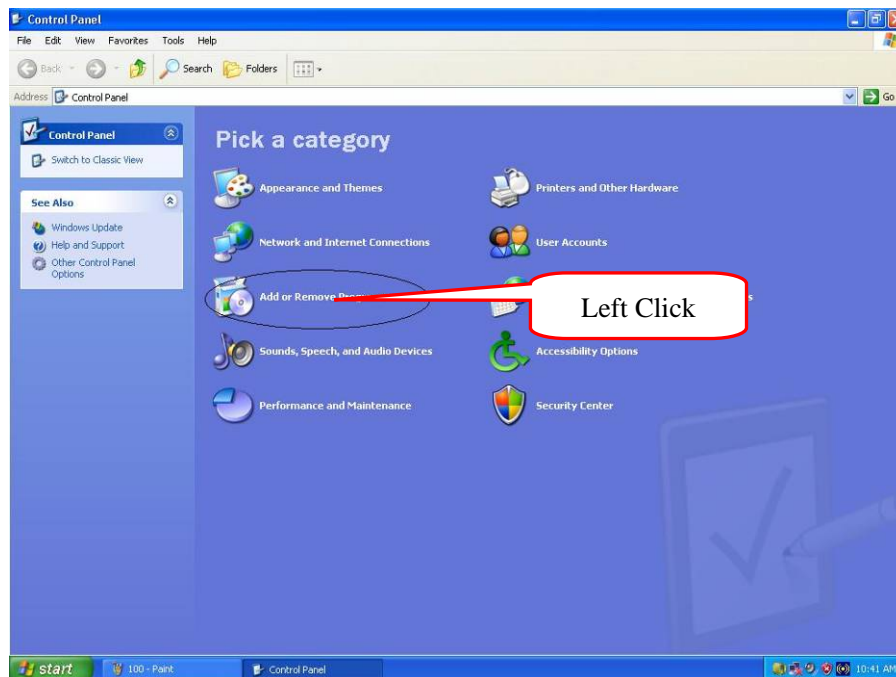 Control Panel
File Edit View Favorites Tools Help
Back Search Folders
Address Control Panel Go
Control Panel
Switch to Classic View
See Also
Windows Update
Help and Support
Other Control Panel
Options
Pick a category
Appearance and Themes
Printers and Other Hardware
Network and Internet Connections
User Accounts
Add or Remove
Left Click
Sounds, Speech, and Audio Devices
Accessibility Options
Performance and Maintenance
Security Center
start 100 - Paint Control Panel 10:41 AM